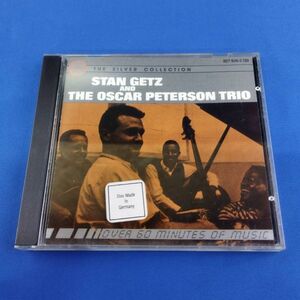 THE SILVER COLLECTION
STAN GETZ
AND
THE OSCAR PETERSON TRIO
Disc Made
in
Germany
OVER 60 MINUTES OF MUSIC